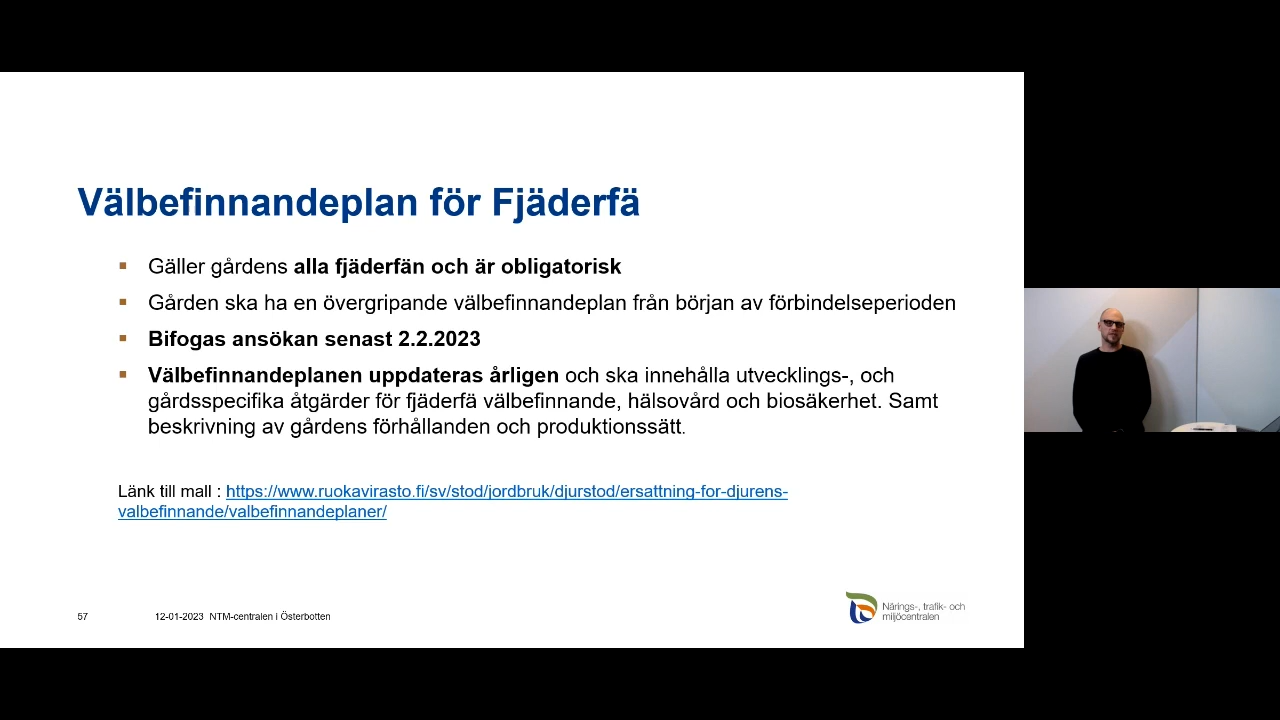 Välbefinnandeplan för Fjäderfä
Gäller gårdens alla fjäderfän och är obligatorisk
Gården ska ha en övergripande välbefinnandeplan från början av förbindelseperioden
Bifogas ansökan senast 2.2.2023
Välbefinnandeplanen uppdateras årligen och ska innehålla utvecklings-, och
gårdsspecifika åtgärder för fjäderfä välbefinnande, hälsovård och biosäkerhet. Samt
beskrivning av gårdens förhållanden och produktionssätt.
Länk till mall : https://www.ruokavirasto.fi/sv/stod/jordbruk/djurstod/ersattning-for-djurens-
valbefinnande/valbefinnandeplaner/
57
12-01-2023 NTM-centralen i Österbotten
Närings-, trafik- och
miljöcentralen